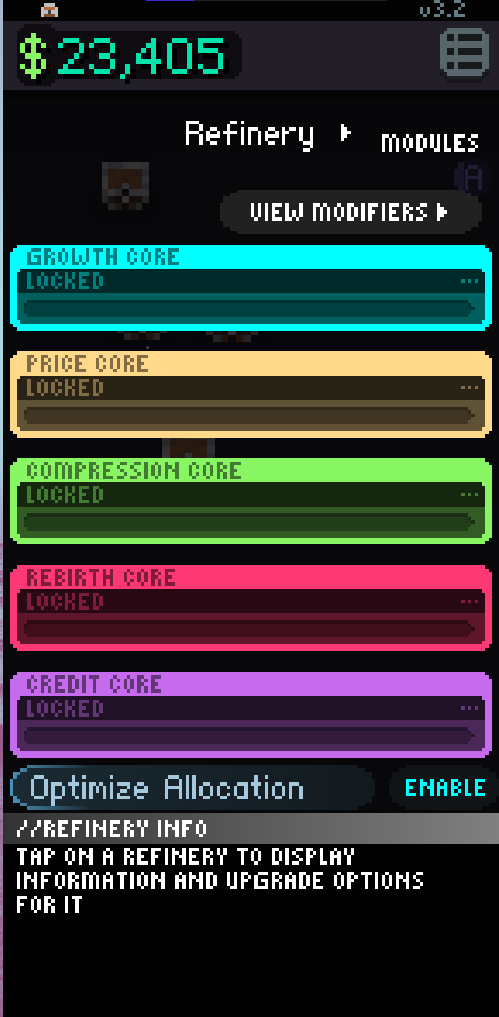 v3.2
$23,405
Refinery
MODULES
A
VIEW MODIFIERS
GROWTH CORE
LOCKED
...
PRICE CORE
LOCKED
...
COMPRESSION CORE
LOCKED
...
REBIRTH CORE
LOCKED
...
CREDIT CORE
LOCKED
...
Optimize Allocation
ENABLE
//REFINERY INFO
TAP ON A REFINERY TO DISPLAY
INFORMATION AND UPGRADE OPTIONS
FOR IT